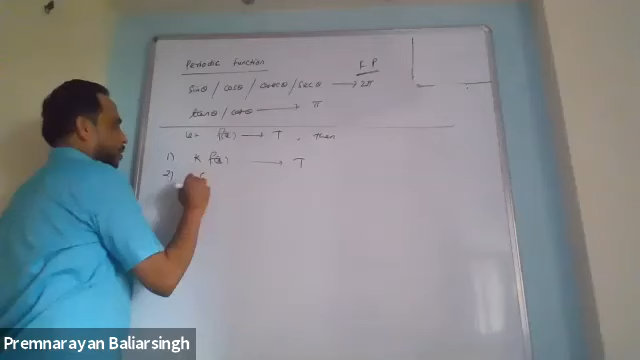 Periodic Function
F P
sinθ / cosθ / cosecθ / secθ → 2π
tanθ / cotθ → π
Let f(x) → T , then
1) K f(x) → T
2)
Premnarayan Baliarsingh